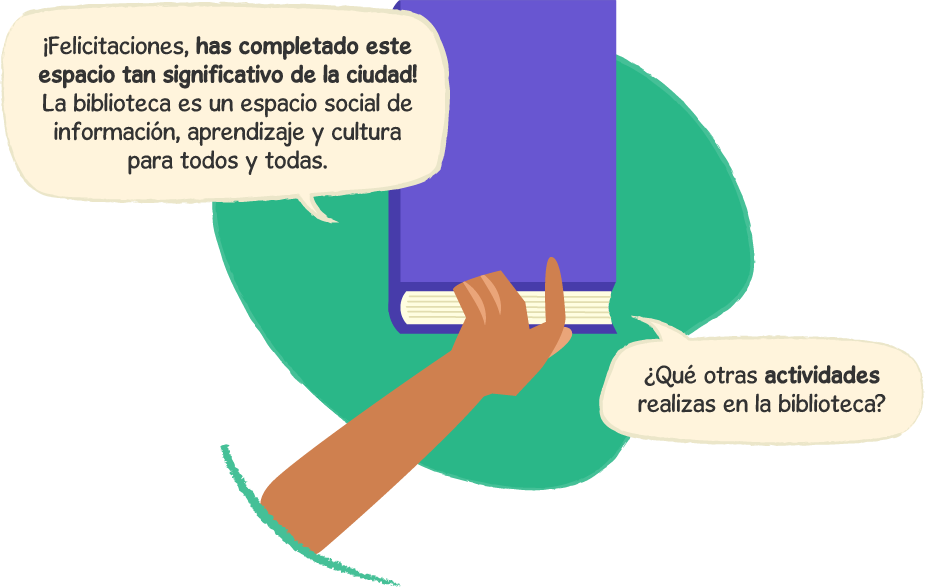 ¡Felicitaciones, has completado este
espacio tan significativo de la ciudad!
La biblioteca es un espacio social de
información, aprendizaje y cultura
para todos y todas.
¿Qué otras actividades
realizas en la biblioteca?